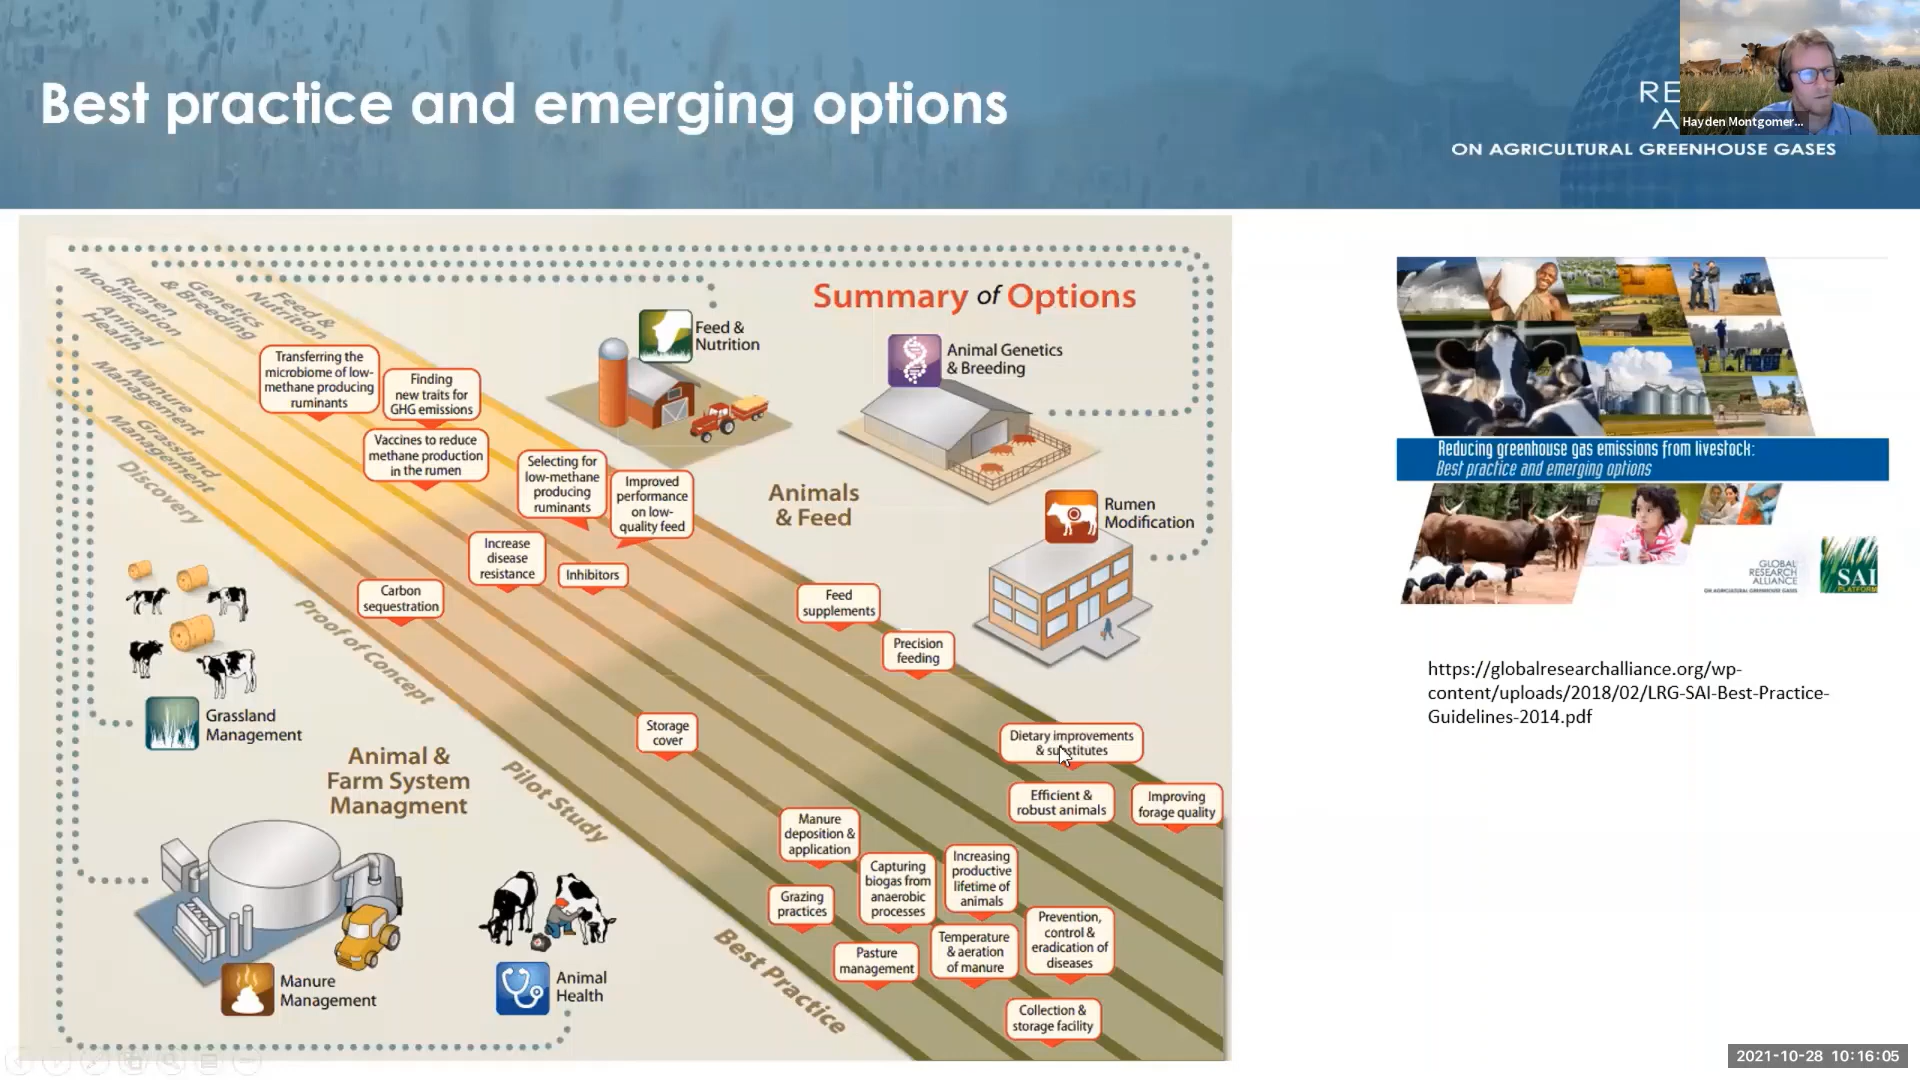 Best practice and emerging options
RE
A
ON AGRICULTURAL GREENHOUSE GASES
Hayden Montgomer...
Summary of Options
Feed &
Nutrition
Genetics
& Breeding
Rumen
Modification
Animal
Health
Manure
Management
Grassland
Management
Discovery
Proof of Concept
Pilot Study
Best Practice
Transferring the
microbiome of low-
methane producing
ruminants
Finding
new traits for
GHG emissions
Vaccines to reduce
methane production
in the rumen
Selecting for
low-methane
producing
ruminants
Improved
performance
on low-
quality feed
Increase
disease
resistance
Inhibitors
Carbon
sequestration
Feed &
Nutrition
Animal Genetics
& Breeding
Animals
& Feed
Rumen
Modification
Feed
supplements
Precision
feeding
Storage
cover
Dietary improvements
& substitutes
Efficient &
robust animals
Improving
forage quality
Manure
deposition &
application
Capturing
biogas from
anaerobic
processes
Increasing
productive
lifetime of
animals
Grazing
practices
Prevention,
control &
eradication of
diseases
Pasture
management
Temperature
& aeration
of manure
Collection &
storage facility
Grassland
Management
Animal &
Farm System
Managment
Manure
Management
Animal
Health
Reducing greenhouse gas emissions from livestock:
Best practice and emerging options
GLOBAL
RESEARCH
ALLIANCE
ON AGRICULTURAL GREENHOUSE GASES
SAI
PLATFORM
https://globalresearchalliance.org/wp-
content/uploads/2018/02/LRG-SAI-Best-Practice-
Guidelines-2014.pdf
2021-10-28 10:16:05